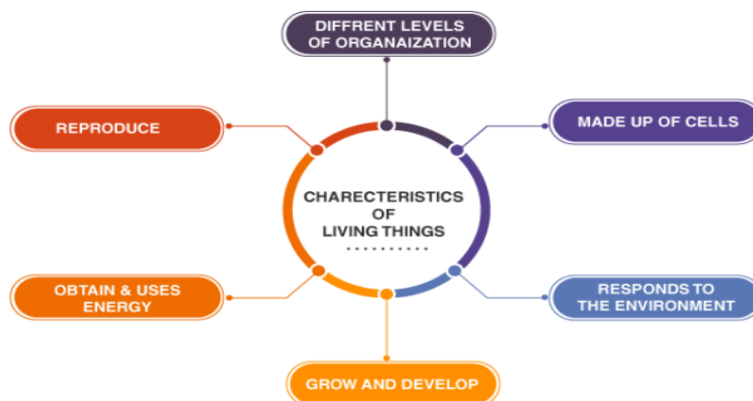 DIFFRENT LEVELS
OF ORGANAIZATION
REPRODUCE
MADE UP OF CELLS
CHARECTERISTICS
OF
LIVING THINGS
OBTAIN & USES
ENERGY
RESPONDS TO
THE ENVIRONMENT
GROW AND DEVELOP